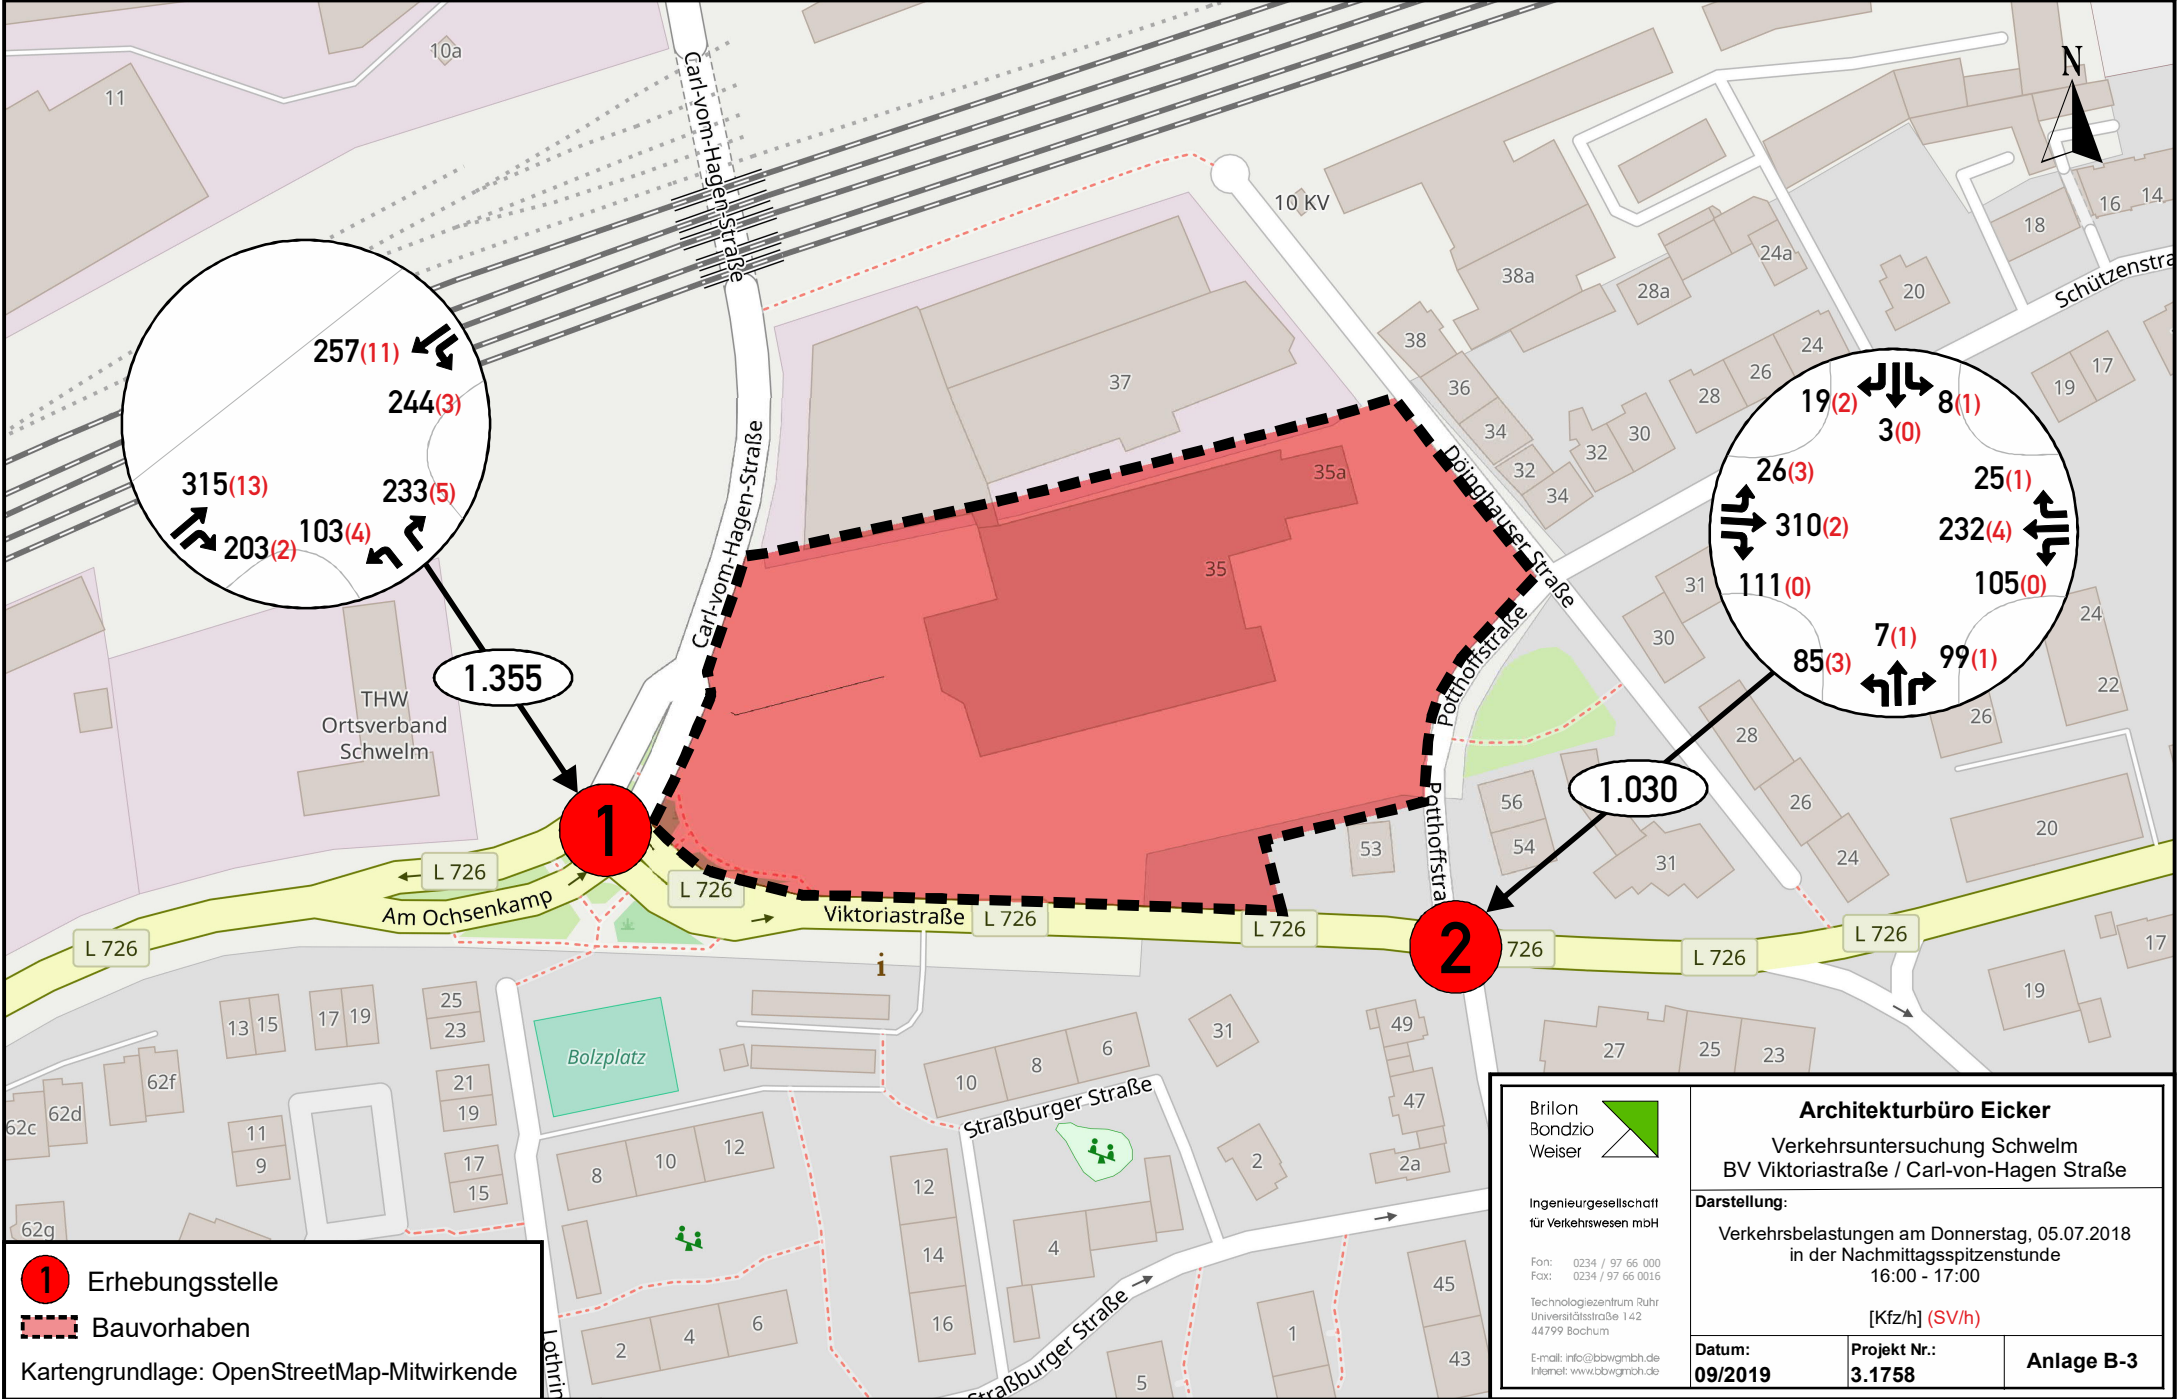 10a
11
Carl-vom-Hagen-Straße
N
10 KV
16
14
18
24a
38a
28a
20
Schützenstra
257(11)
244(3)
315(13)
233(5)
203(2)
103(4)
38
24
26
28
36
37
34
32
30
32
34
19
17
19(2)
8(1)
3(0)
26(3)
25(1)
310(2)
232(4)
111(0)
105(0)
7(1)
85(3)
99(1)
Carl-vom-Hagen-Straße
Döinghauser Straße
35a
35
31
30
24
22
26
Potthoffstraße
1.355
THW
Ortsverband
Schwelm
28
1.030
26
24
20
56
54
53
31
Potthoffstra
1
L 726
L 726
Am Ochsenkamp
Viktoriastraße
L 726
L 726
L 726
2
726
L 726
L 726
17
i
19
13
15
17
19
25
23
Bolzplatz
31
49
27
25
23
62f
62d
62c
21
19
10
8
6
Straßburger Straße
47
11
9
17
15
8
10
12
12
2
2a
62g
14
4
16
2
4
6
Straßburger Straße
45
43
1
5
Lothrin
1 Erhebungsstelle
Bauvorhaben
Kartengrundlage: OpenStreetMap-Mitwirkende
Brilon
Bondzio
Weiser
Ingenieurgesellschaft
für Verkehrswesen mbH
Fon: 0234 / 97 66 000
Fax: 0234 / 97 66 0016
Technologiezentrum Ruhr
Universitätsstraße 142
44799 Bochum
E-mail: info@bbwgmbh.de
Internet: www.bbwgmbh.de
Architekturbüro Eicker
Verkehrsuntersuchung Schwelm
BV Viktoriastraße / Carl-von-Hagen Straße
Darstellung:
Verkehrsbelastungen am Donnerstag, 05.07.2018
in der Nachmittagsspitzenstunde
16:00 - 17:00
[Kfz/h] (SV/h)
Datum:
09/2019
Projekt Nr.:
3.1758
Anlage B-3